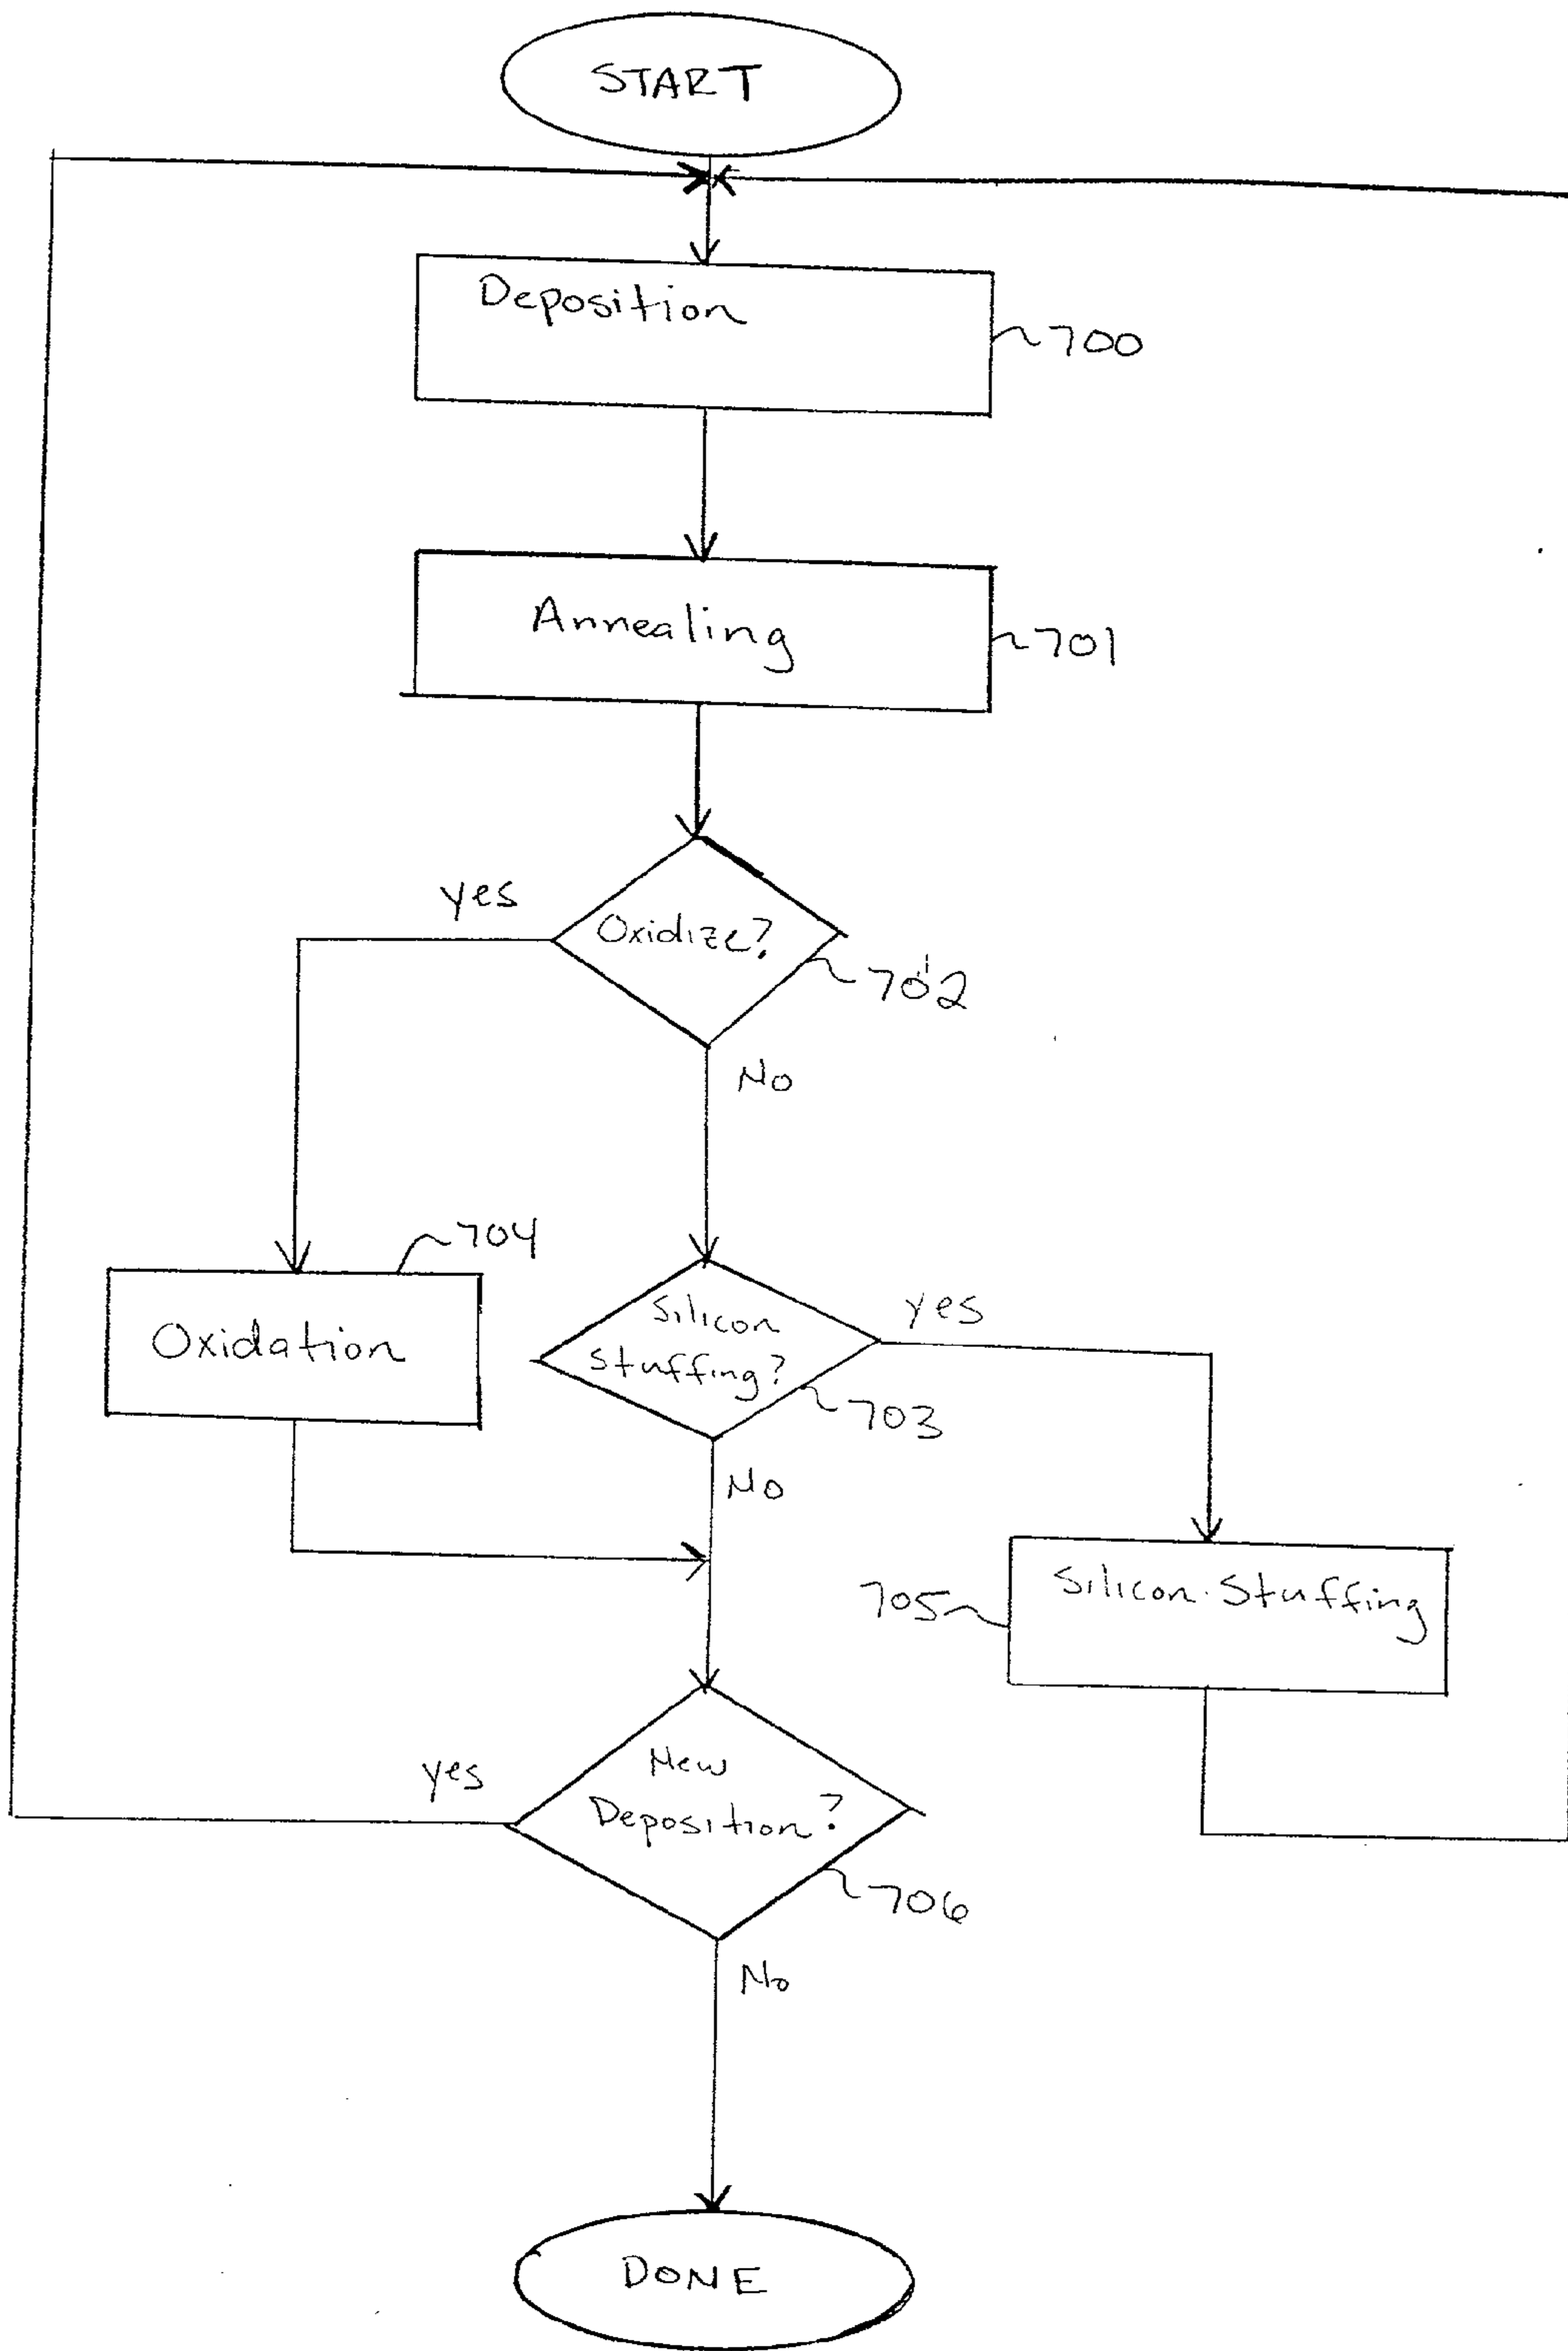 START
Deposition
700
Annealing
701
yes
Oxidize?
702
No
704
Oxidation
Silicon
Stuffing?
yes
703
No
705
Silicon Stuffing
yes
New
Deposition?
706
No
DONE